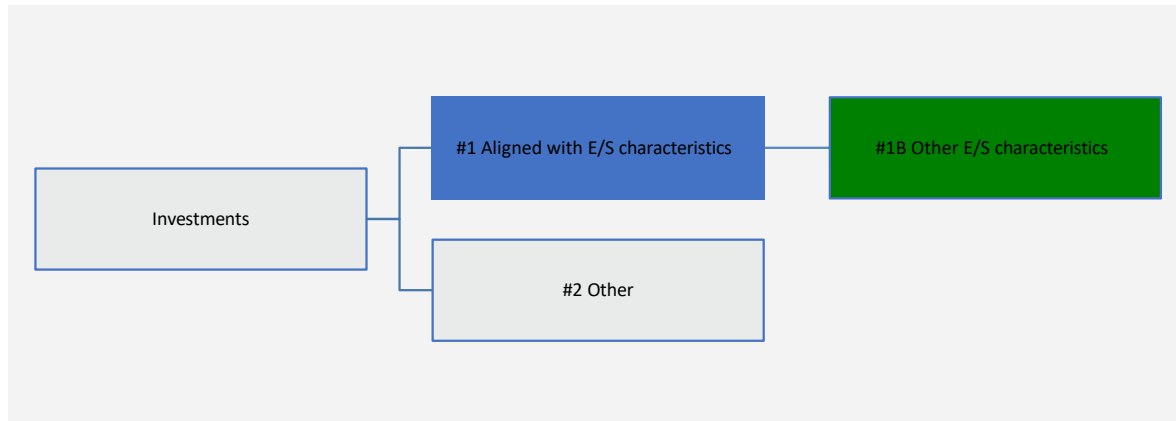 #1 Aligned with E/S characteristics
#1B Other E/S characteristics
Investments
#2 Other